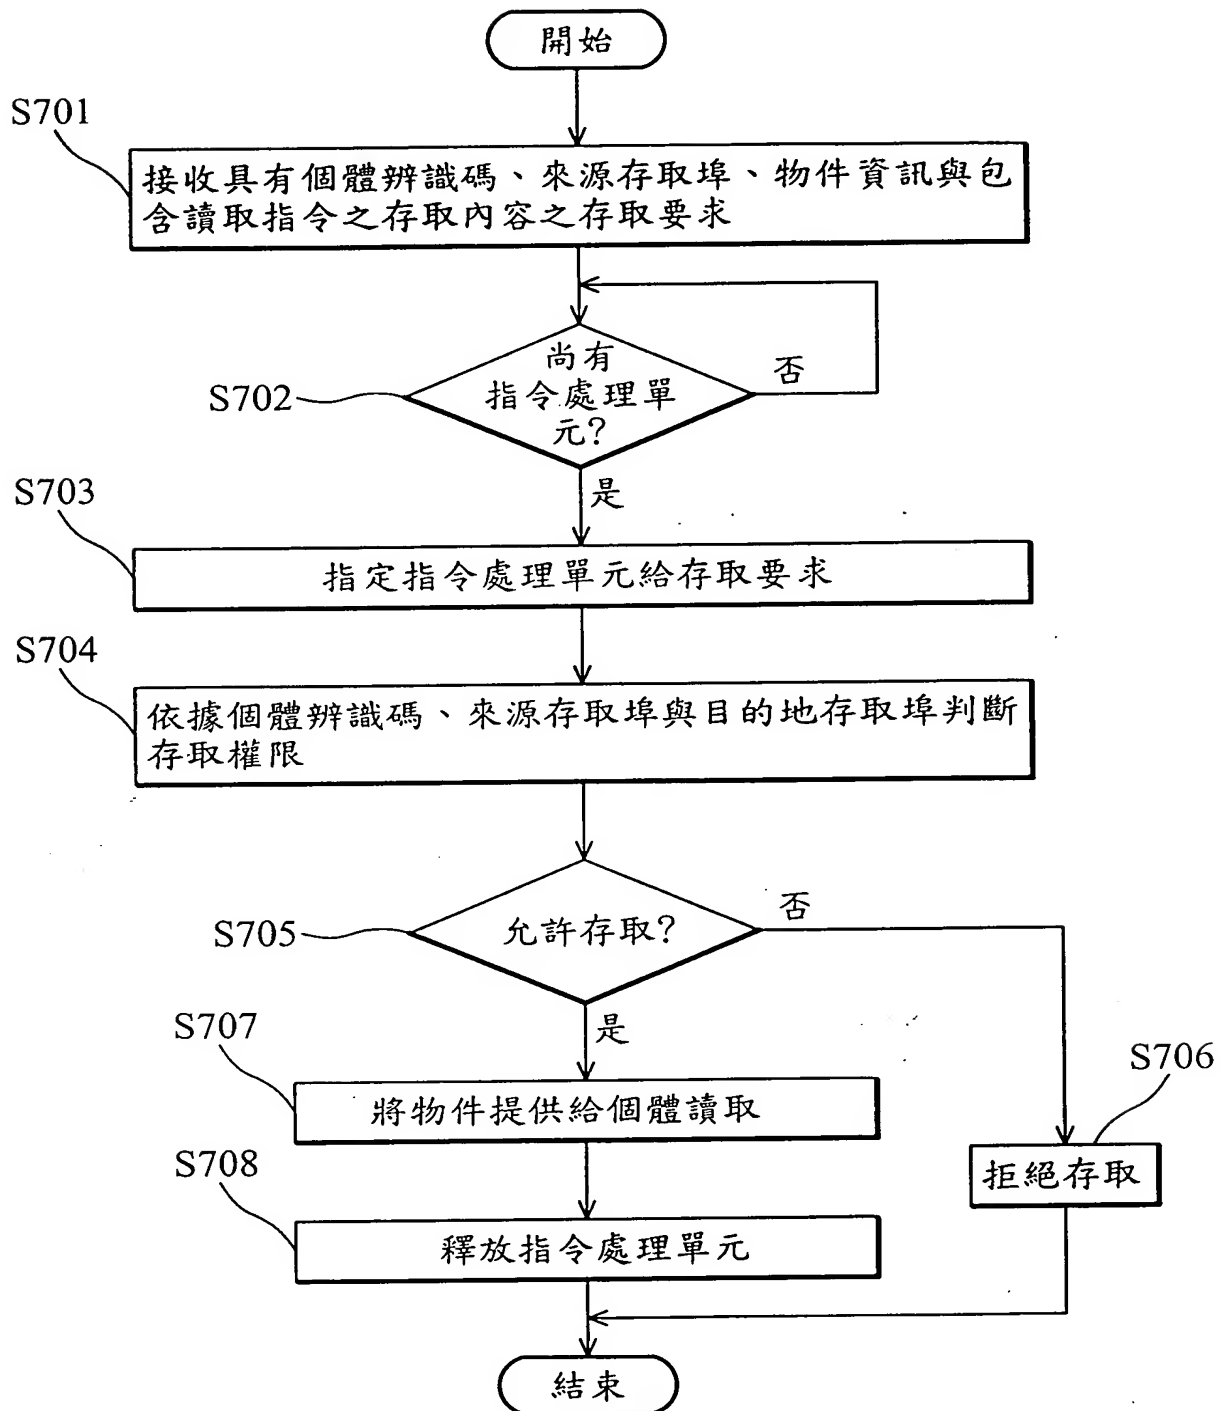 開始
S701
接收具有個體辨識碼、來源存取埠、物件資訊與包
含讀取指令之存取內容之存取要求
尚有
指令處理單
元?
否
S702
是
S703
指定指令處理單元給存取要求
S704
依據個體辨識碼、來源存取埠與目的地存取埠判斷
存取權限
否
S705
允許存取?
是
S707
將物件提供給個體讀取
S706
拒絕存取
S708
釋放指令處理單元
結束